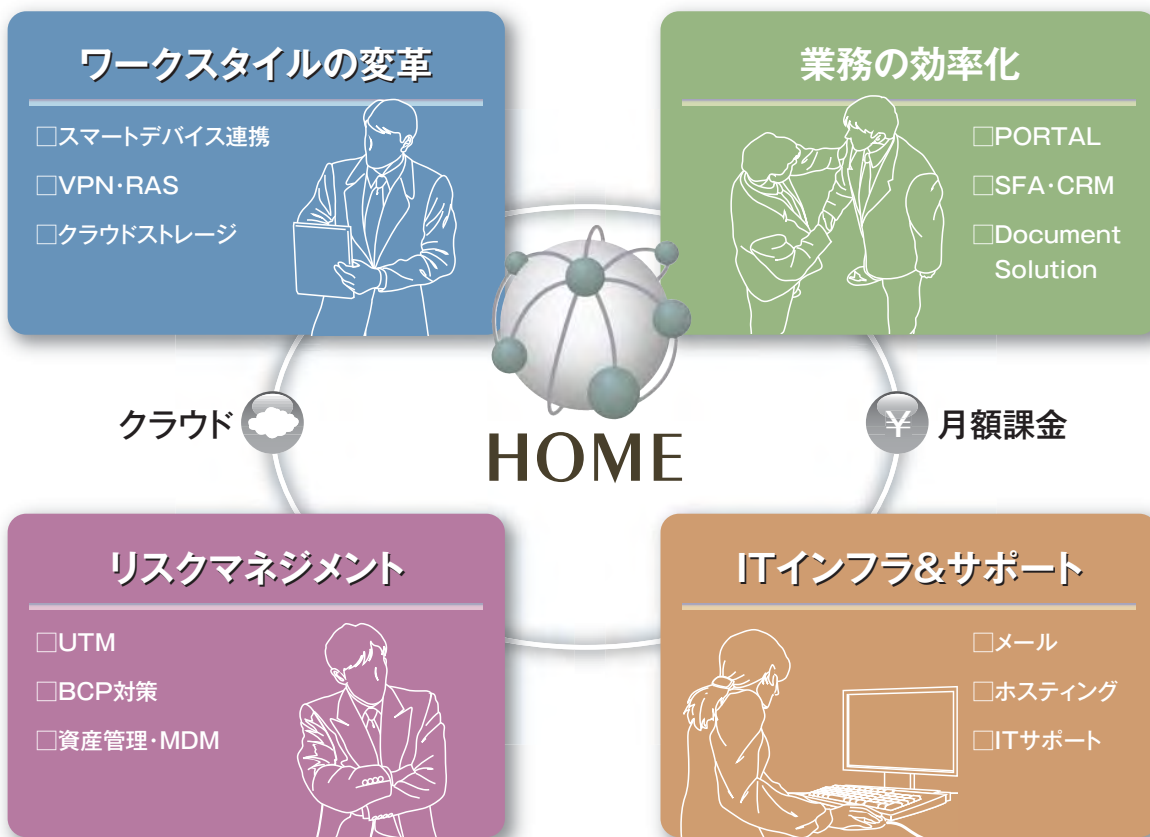 ワークスタイルの変革
□スマートデバイス連携
□VPN・RAS
□クラウドストレージ
業務の効率化
□PORTAL
□SFA・CRM
□Document
Solution
クラウド
HOME
¥ 月額課金
リスクマネジメント
□UTM
□BCP対策
□資産管理・MDM
ITインフラ&サポート
□メール
□ホスティング
□ITサポート